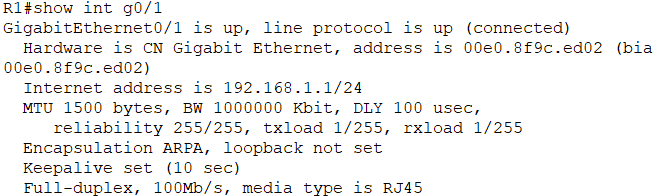 R1#show int g0/1
GigabitEthernet0/1 is up, line protocol is up (connected)
Hardware is CN Gigabit Ethernet, address is 00e0.8f9c.ed02 (bia
00e0.8f9c.ed02)
Internet address is 192.168.1.1/24
MTU 1500 bytes, BW 1000000 Kbit, DLY 100 usec,
reliability 255/255, txload 1/255, rxload 1/255
Encapsulation ARPA, loopback not set
Keepalive set (10 sec)
Full-duplex, 100Mb/s, media type is RJ45